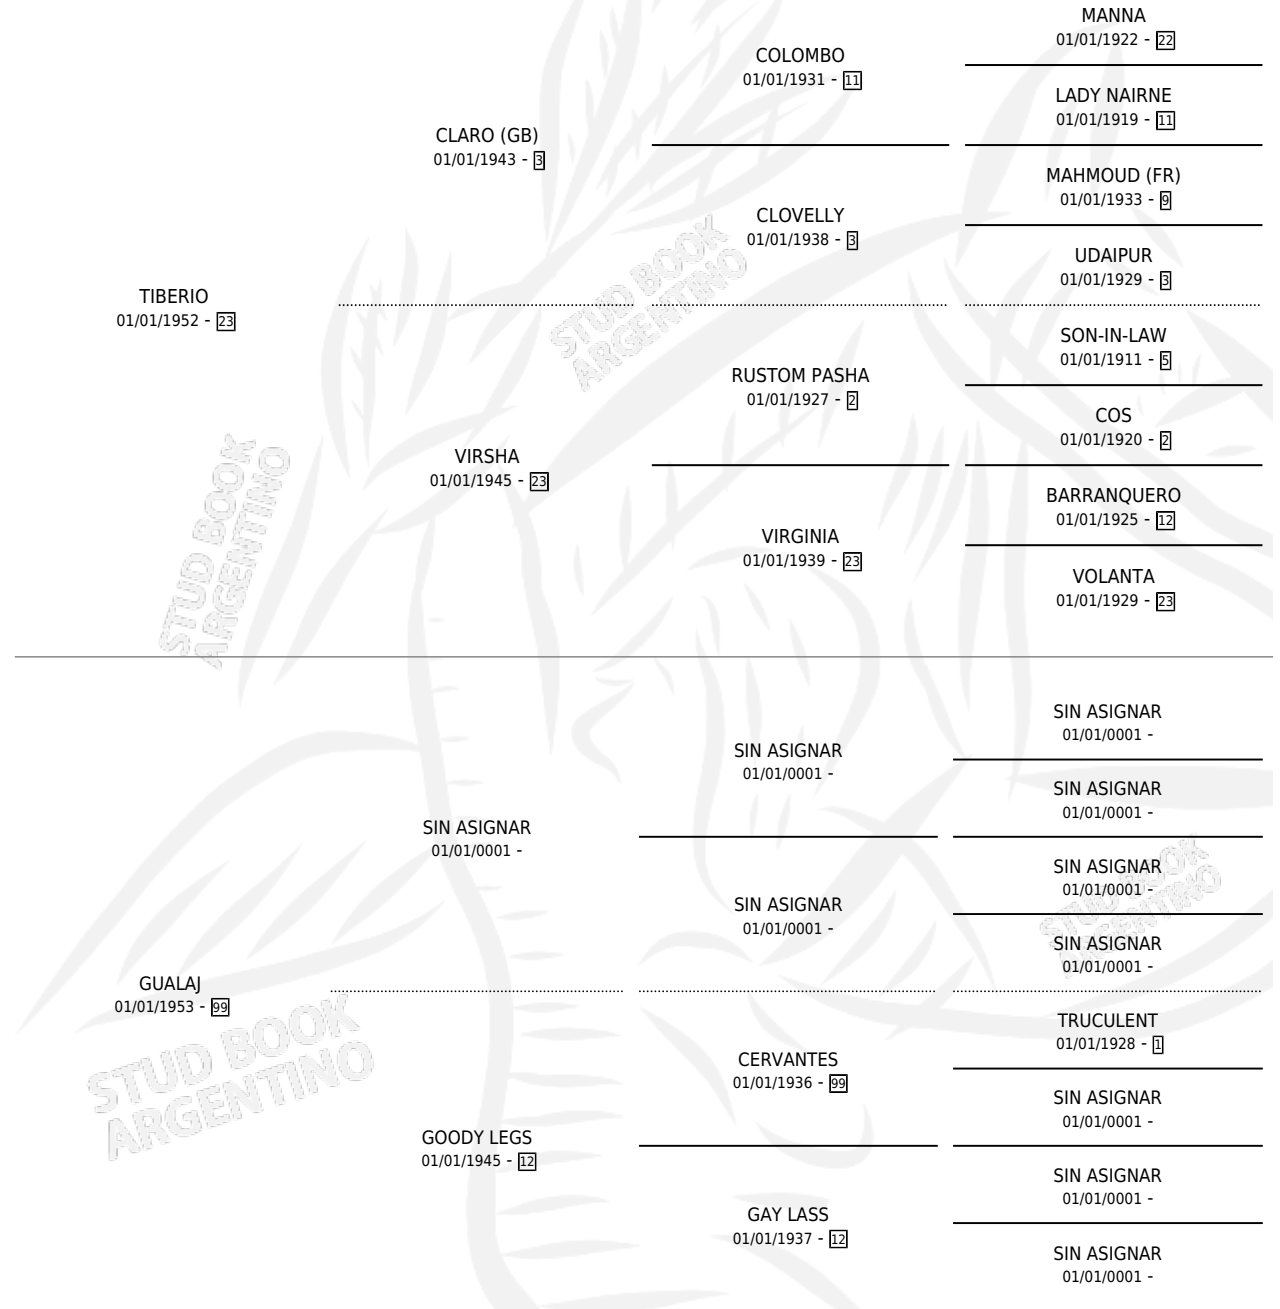 MANNA
01/01/1922 - 22
COLOMBO
01/01/1931 - 11
LADY NAIRNE
01/01/1919 - 11
CLARO (GB)
01/01/1943 - 3
MAHMOUD (FR)
01/01/1933 - 9
CLOVELLY
01/01/1938 - 3
UDAIPUR
01/01/1929 - 3
TIBERIO
01/01/1952 - 23
SON-IN-LAW
01/01/1911 - 5
RUSTOM PASHA
01/01/1927 - 2
COS
01/01/1920 - 2
VIRSHA
01/01/1945 - 23
BARRANQUERO
01/01/1925 - 12
VIRGINIA
01/01/1939 - 23
VOLANTA
01/01/1929 - 23
SIN ASIGNAR
01/01/0001 -
SIN ASIGNAR
01/01/0001 -
SIN ASIGNAR
01/01/0001 -
SIN ASIGNAR
01/01/0001 -
SIN ASIGNAR
01/01/0001 -
SIN ASIGNAR
01/01/0001 -
SIN ASIGNAR
01/01/0001 -
GUALAJ
01/01/1953 - 99
TRUCULENT
01/01/1928 - 1
CERVANTES
01/01/1936 - 99
SIN ASIGNAR
01/01/0001 -
GOODY LEGS
01/01/1945 - 12
SIN ASIGNAR
01/01/0001 -
GAY LASS
01/01/1937 - 12
SIN ASIGNAR
01/01/0001 -
STUD BOOK
ARGENTINO
STUD BOOK
ARGENTINO
STUD BOOK
ARGENTINO
STUD BOOK
ARGENTINO